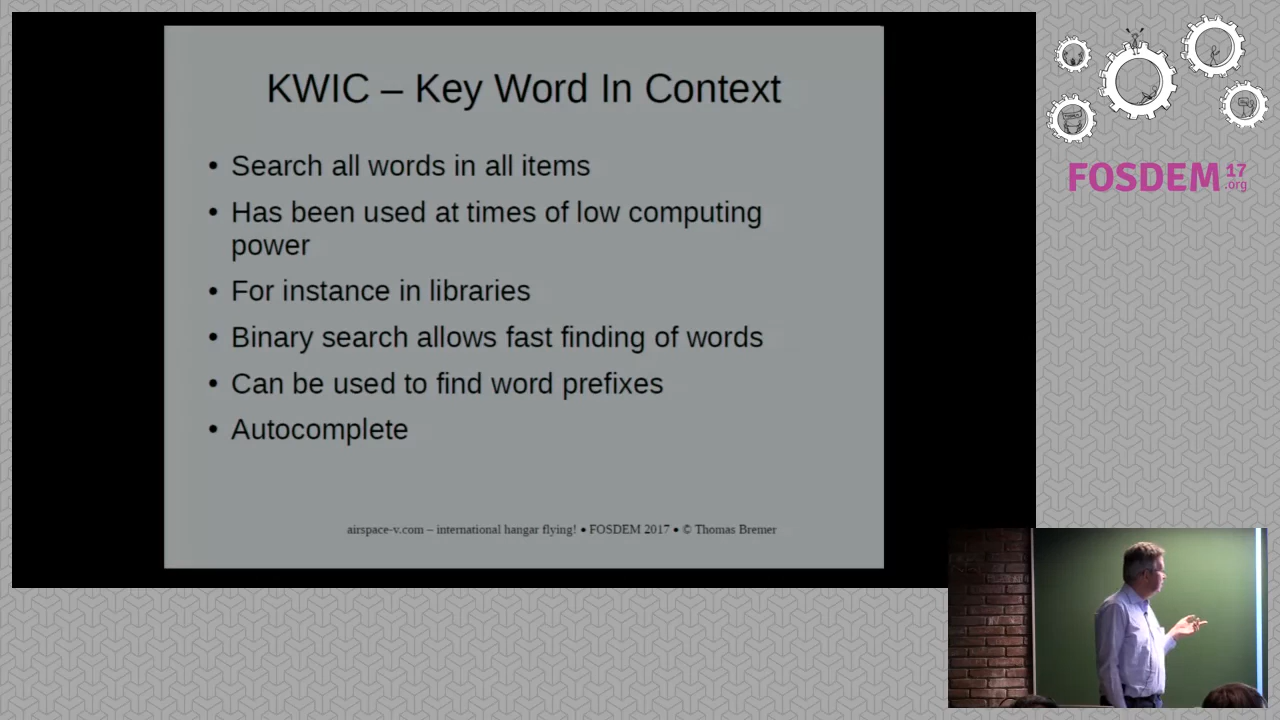 KWIC – Key Word In Context
• Search all words in all items
• Has been used at times of low computing
power
• For instance in libraries
• Binary search allows fast finding of words
• Can be used to find word prefixes
• Autocomplete
airspace-v.com – international hangar flying! • FOSDEM 2017 • © Thomas Bremer
FOSDEM 17
.org